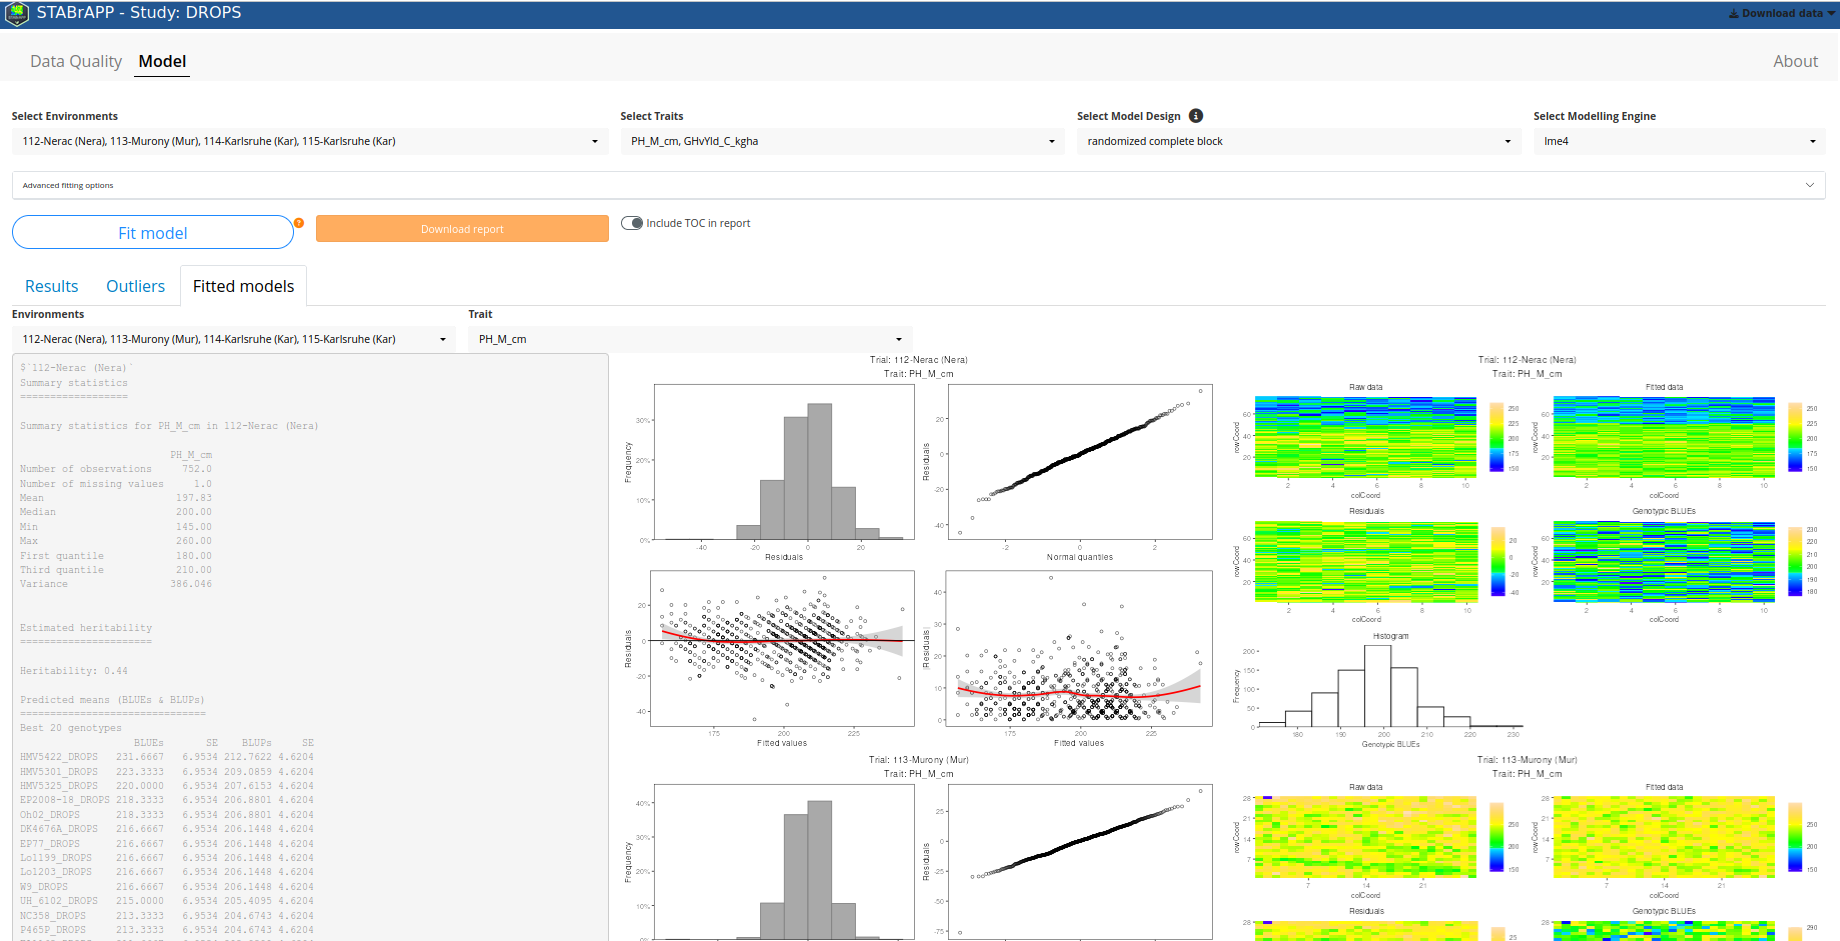 STABrAPP - Study: DROPS
Download data
Data Quality
Model
About
Select Environments
Select Traits
Select Model Design
Select Modelling Engine
112-Nerac (Nera), 113-Murony (Mur), 114-Karlsruhe (Kar), 115-Karlsruhe (Kar)
PH_M_cm, GHvYld_C_kgha
randomized complete block
lme4
Advanced fitting options
Fit model
?
Download report
Include TOC in report
Results
Outliers
Fitted models
Environments
Trait
112-Nerac (Nera), 113-Murony (Mur), 114-Karlsruhe (Kar), 115-Karlsruhe (Kar)
PH_M_cm
$`112-Nerac (Nera)`
Summary statistics
==================
Summary statistics for PH_M_cm in 112-Nerac (Nera)
PH_M_cm
Number of observations 752.0
Number of missing values 1.0
Mean 197.83
Median 200.00
Min 145.00
Max 260.00
First quantile 180.00
Third quantile 210.00
Variance 386.046
Estimated heritability
======================
Heritability: 0.44
Predicted means (BLUEs & BLUPs)
===============================
Best 20 genotypes
BLUEs SE BLUPs SE
HMV5422_DROPS 231.6667 6.9534 212.7622 4.6204
HMV5301_DROPS 223.3333 6.9534 209.0859 4.6204
HMV5325_DROPS 220.0000 6.9534 207.6153 4.6204
EP2008-18_DROPS 218.3333 6.9534 206.8801 4.6204
Oh02_DROPS 218.3333 6.9534 206.8801 4.6204
DK4676A_DROPS 216.6667 6.9534 206.1448 4.6204
EP77_DROPS 216.6667 6.9534 206.1448 4.6204
Lo1199_DROPS 216.6667 6.9534 206.1448 4.6204
Lo1203_DROPS 216.6667 6.9534 206.1448 4.6204
W9_DROPS 216.6667 6.9534 206.1448 4.6204
UH_6102_DROPS 215.0000 6.9534 205.4095 4.6204
NC358_DROPS 213.3333 6.9534 204.6743 4.6204
P465P_DROPS 213.3333 6.9534 204.6743 4.6204
Trial: 112-Nerac (Nera)
Trait: PH_M_cm
Frequency
30%
20%
10%
0%
-40 -20 0 20
Residuals
Residuals
20
0
-20
-40
-2 0 2
Normal quantiles
Residuals
20
0
-20
-40
175 200 225
Fitted values
|Residuals|
40
30
20
10
0
175 200 225
Fitted values
Trial: 112-Nerac (Nera)
Trait: PH_M_cm
Raw data
Fitted data
rowCoord
60
40
20
2 4 6 8 10
colCoord
250
225
200
175
150
rowCoord
60
40
20
2 4 6 8 10
colCoord
250
225
200
175
150
Residuals
Genotypic BLUEs
rowCoord
60
40
20
2 4 6 8 10
colCoord
20
0
-20
-40
rowCoord
60
40
20
2 4 6 8 10
colCoord
230
220
210
200
190
180
Histogram
Frequency
200
150
100
50
0
180 190 200 210 220 230
Genotypic BLUEs
Trial: 113-Murony (Mur)
Trait: PH_M_cm
Frequency
40%
30%
20%
10%
0%
Residuals
25
0
-25
-50
-75
Trial: 113-Murony (Mur)
Trait: PH_M_cm
Raw data
Fitted data
rowCoord
28
21
14
7
7 14 21
colCoord
250
200
150
rowCoord
28
21
14
7
7 14 21
colCoord
250
200
150
Residuals
Genotypic BLUEs
28
25
28
290